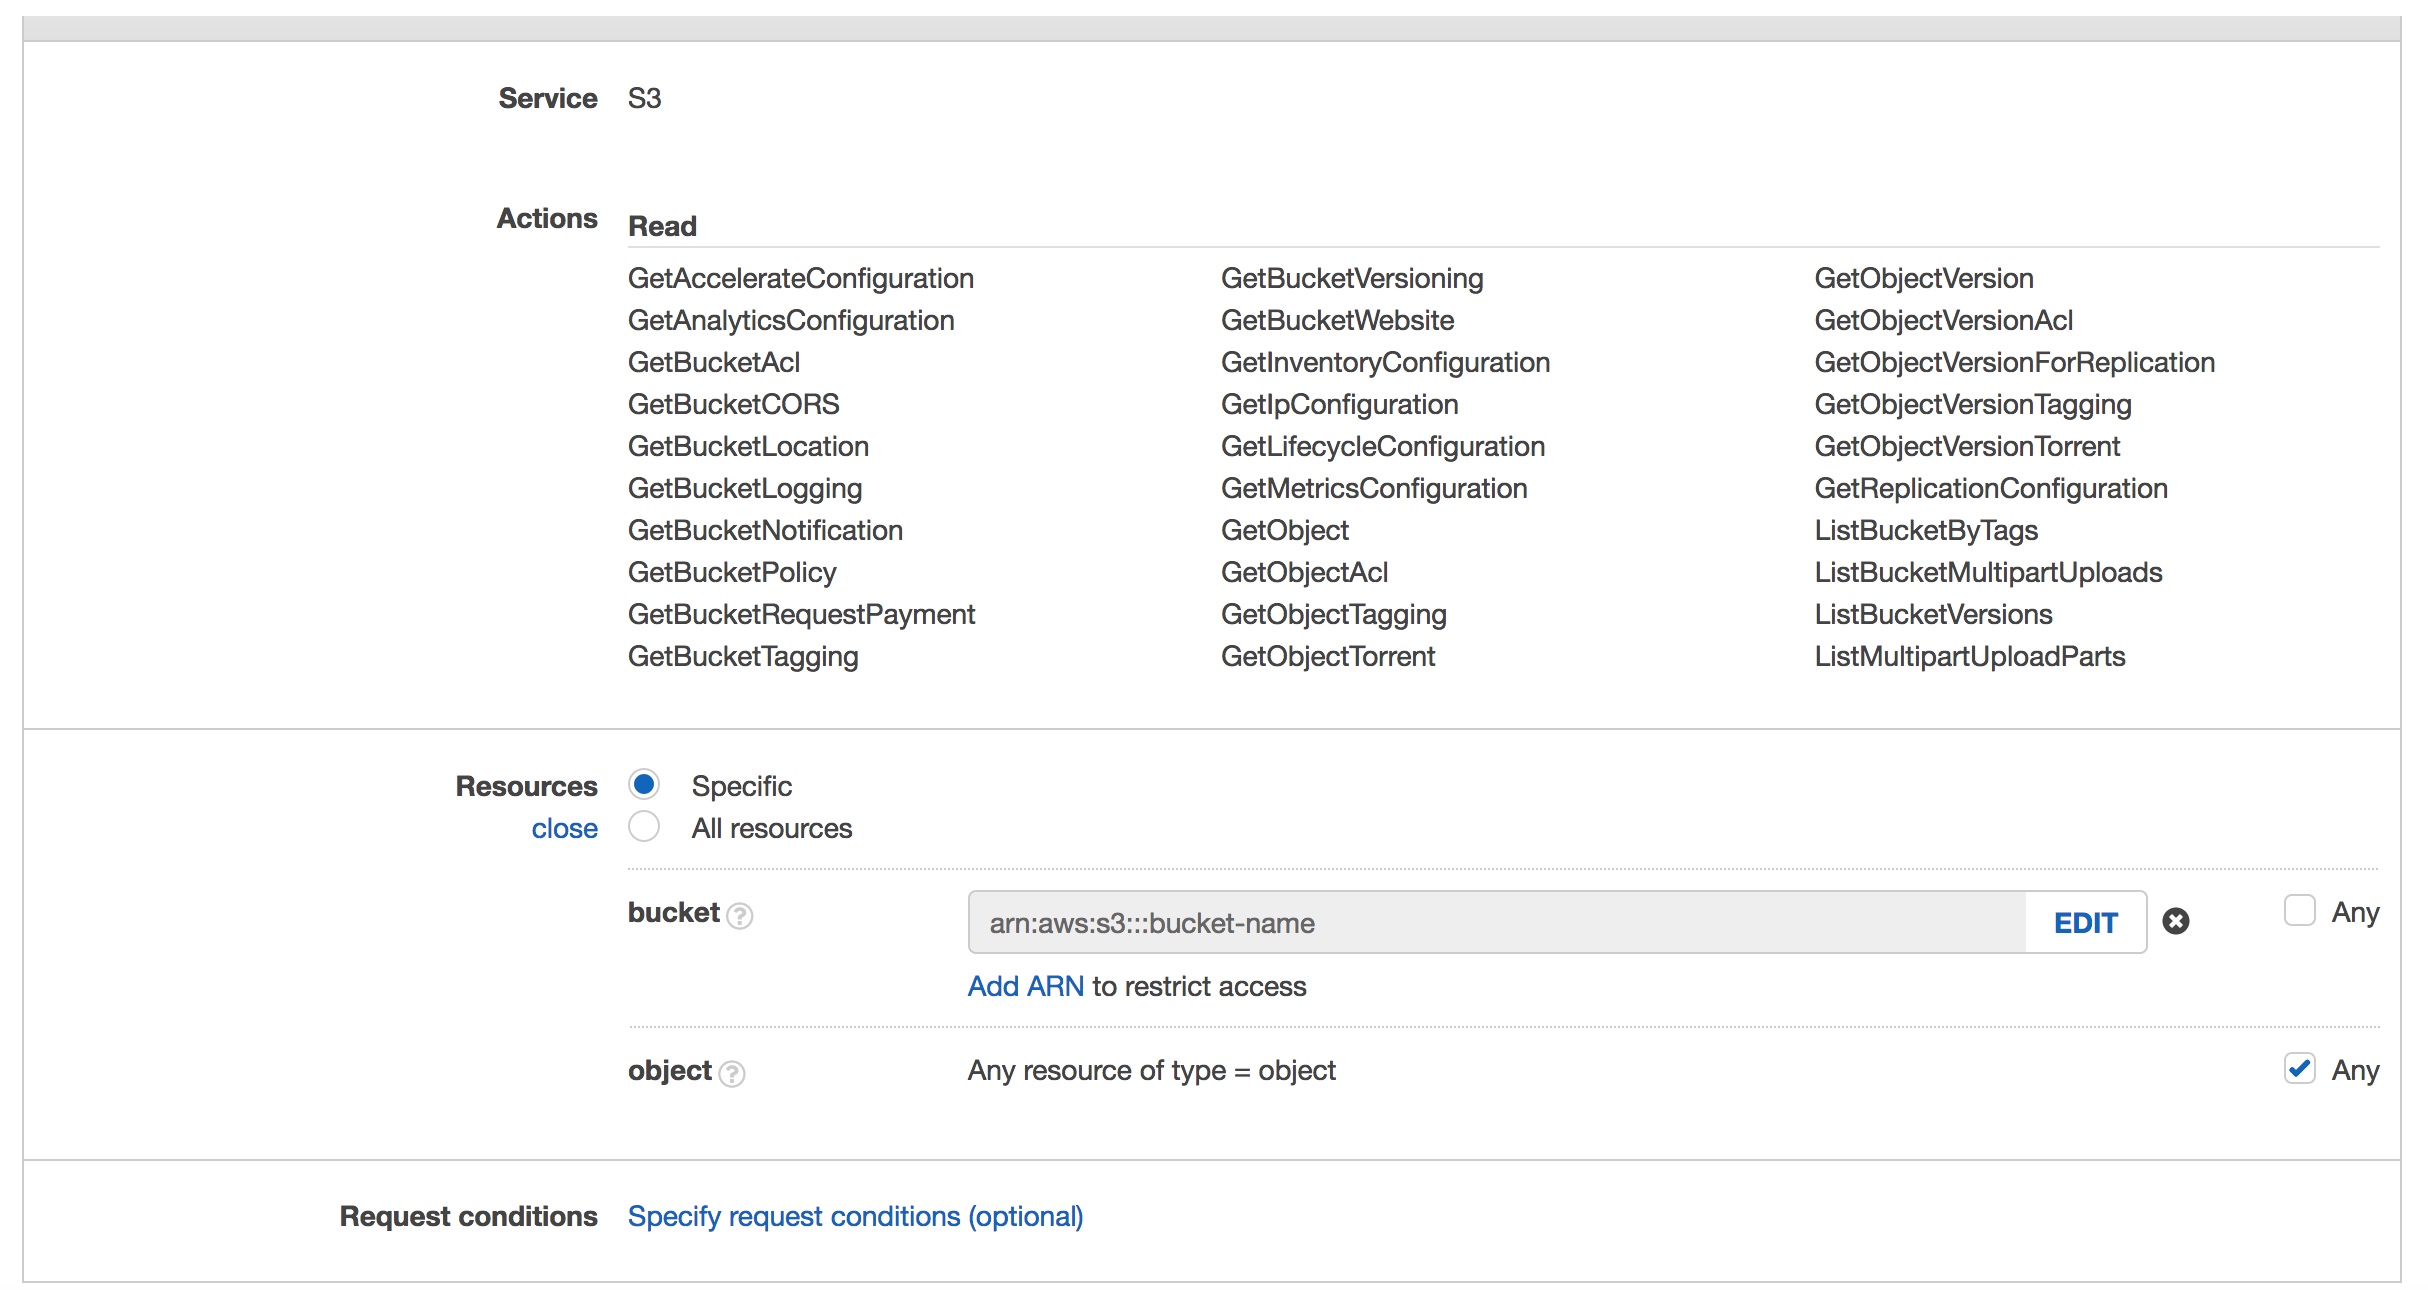 Service S3
Actions Read
GetAccelerateConfiguration GetBucketVersioning GetObjectVersion
GetAnalyticsConfiguration GetBucketWebsite GetObjectVersionAcl
GetBucketAcl GetInventoryConfiguration GetObjectVersionForReplication
GetBucketCORS GetIpConfiguration GetObjectVersionTagging
GetBucketLocation GetLifecycleConfiguration GetObjectVersionTorrent
GetBucketLogging GetMetricsConfiguration GetReplicationConfiguration
GetBucketNotification GetObject ListBucketByTags
GetBucketPolicy GetObjectAcl ListBucketMultipartUploads
GetBucketRequestPayment GetObjectTagging ListBucketVersions
GetBucketTagging GetObjectTorrent ListMultipartUploadParts
Resources Specific
close All resources
bucket ? arn:aws:s3:::bucket-name EDIT Any
Add ARN to restrict access
object ? Any resource of type = object Any
Request conditions Specify request conditions (optional)